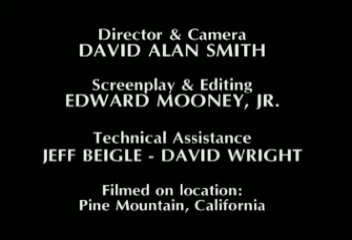 Director & Camera
DAVID ALAN SMITH
Screenplay & Editing
EDWARD MOONEY, JR.
Technical Assistance
JEFF BEIGLE - DAVID WRIGHT
Filmed on location:
Pine Mountain, California